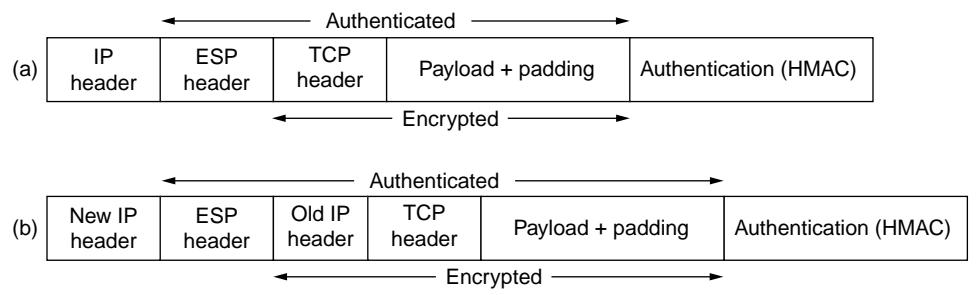 Authenticated
(a)
IP header
ESP header
TCP header
Payload + padding
Authentication (HMAC)
Encrypted
Authenticated
(b)
New IP header
ESP header
Old IP header
TCP header
Payload + padding
Authentication (HMAC)
Encrypted